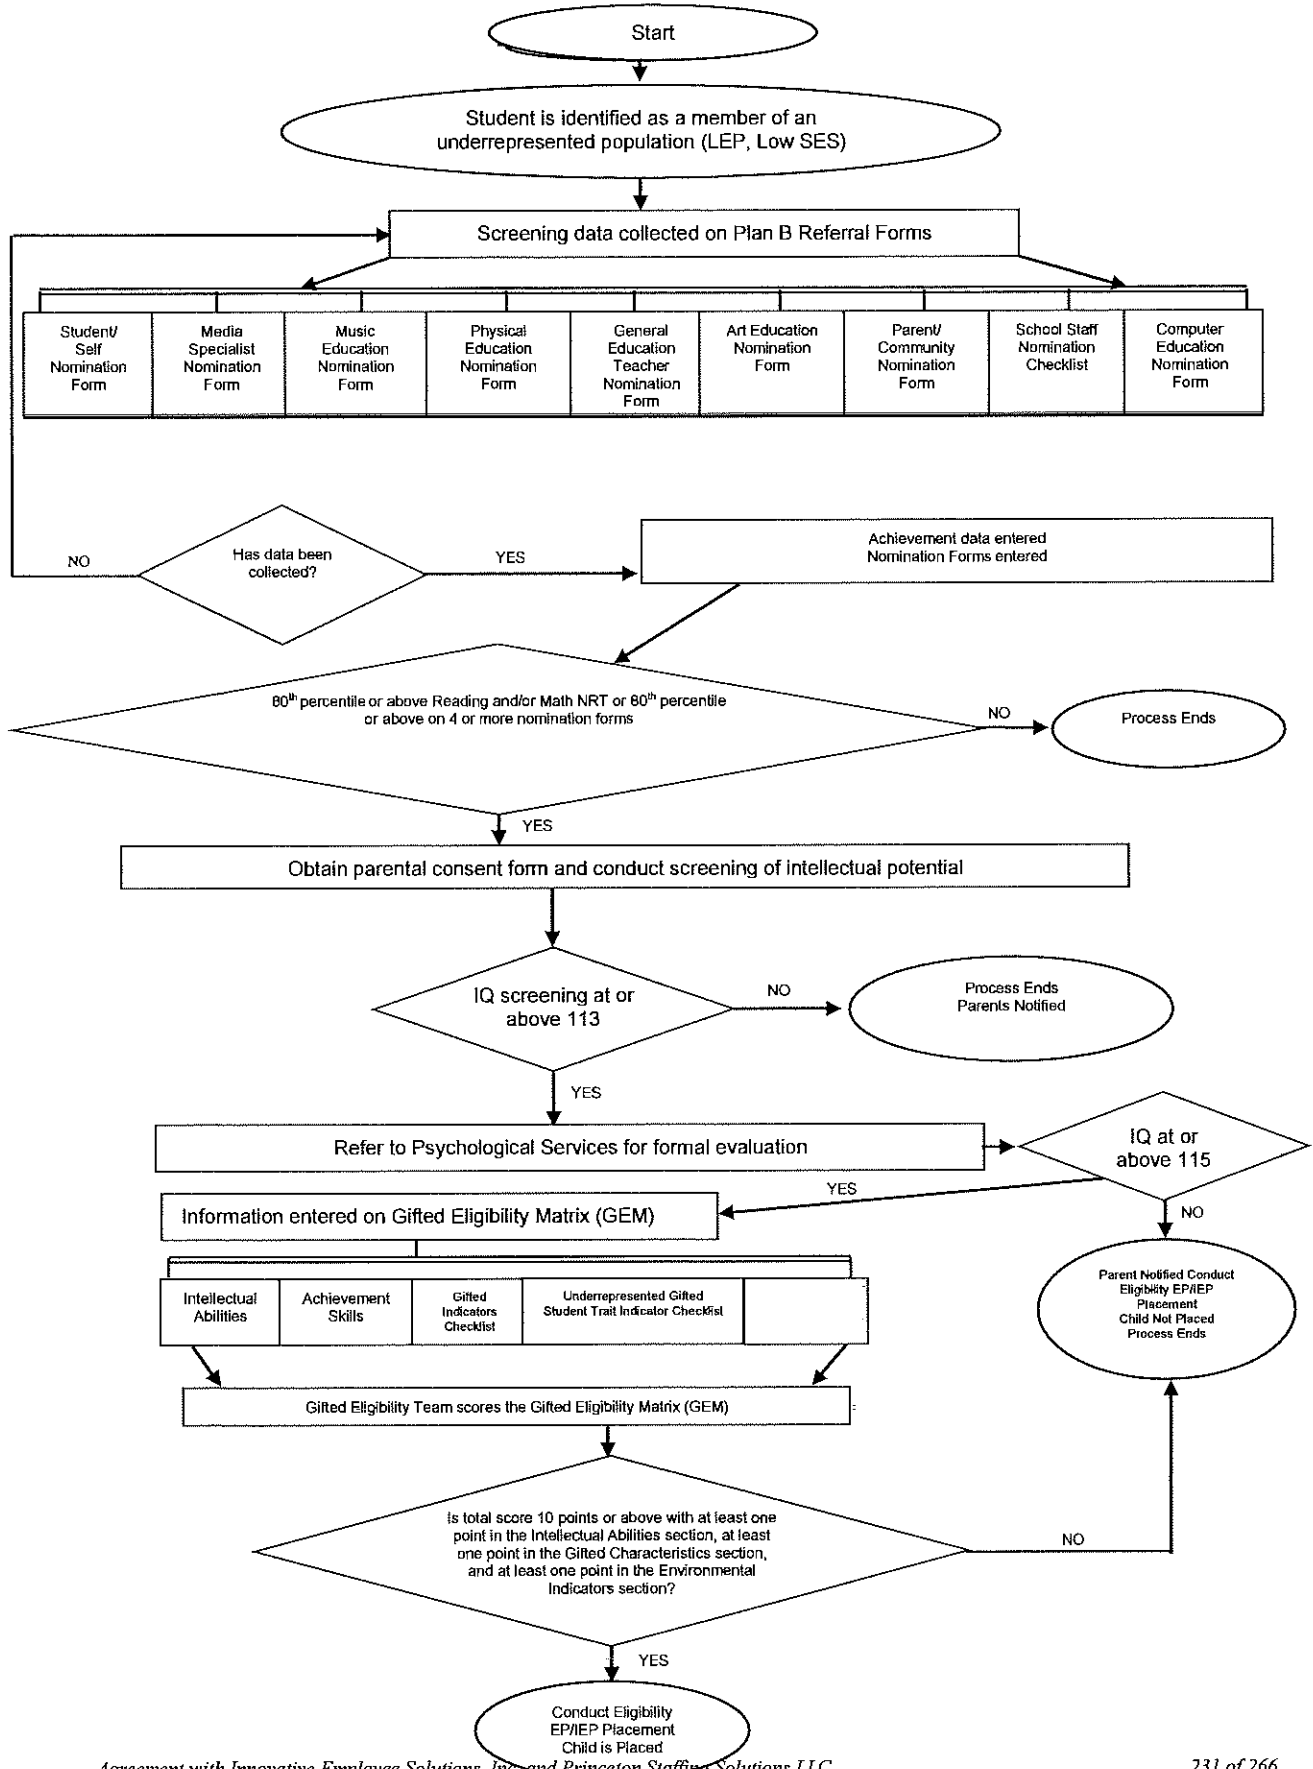 Start
Student is identified as a member of an
underrepresented population (LEP, Low SES)
Screening data collected on Plan B Referral Forms
Student/
Self
Nomination
Form
Media
Specialist
Nomination
Form
Music
Education
Nomination
Form
Physical
Education
Nomination
Form
General
Education
Teacher
Nomination
Form
Art Education
Nomination
Form
Parent/
Community
Nomination
Form
School Staff
Nomination
Checklist
Computer
Education
Nomination
Form
NO
Has data been
collected?
YES
Achievement data entered
Nomination Forms entered
percentile or above Reading and/or Math NRT or percentile
or above on 4 or more nomination forms
NO
Process Ends
YES
Obtain parental consent form and conduct screening of intellectual potential
IQ screening at or
above 113
NO
Process Ends
Parents Notified
YES
Refer to Psychological Services for formal evaluation
IQ at or
above 115
YES
NO
Information entered on Gifted Eligibility Matrix (GEM)
Intellectual
Abilities
Achievement
Skills
Gifted
Indicators
Checklist
Underrepresented Gifted
Student Trait Indicator Checklist
Parent Notified Conduct
Eligibility EP/IEP
Placement
Child Not Placed
Process Ends
Gifted Eligibility Team scores the Gifted Eligibility Matrix (GEM)
Is total score 10 points or above with at least one
point in the Intellectual Abilities section, at least
one point in the Gifted Characteristics section,
and at least one point in the Environmental
Indicators section?
NO
YES
Conduct Eligibility
EP/IEP Placement
Child is Placed
Agreement with Innovative Employee Solutions, Inc. and Princeton Staffing Solutions LLC
231 of 266